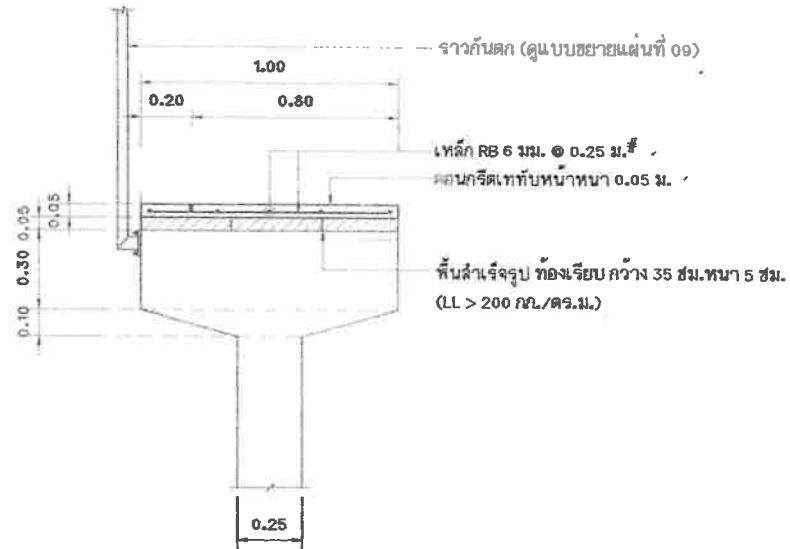 ราวกันตก (ดูแบบขยายแผ่นที่ 09)
1.00
0.20
0.80
เหล็ก RB 6 มม. @ 0.25 ม.#
คอนกรีตเททับหน้าหนา 0.05 ม.
0.05
0.05
0.30
0.10
พื้นสำเร็จรูป ท้องเรียบ กว้าง 35 ซม.หนา 5 ซม.
(LL > 200 กก./ตร.ม.)
0.25